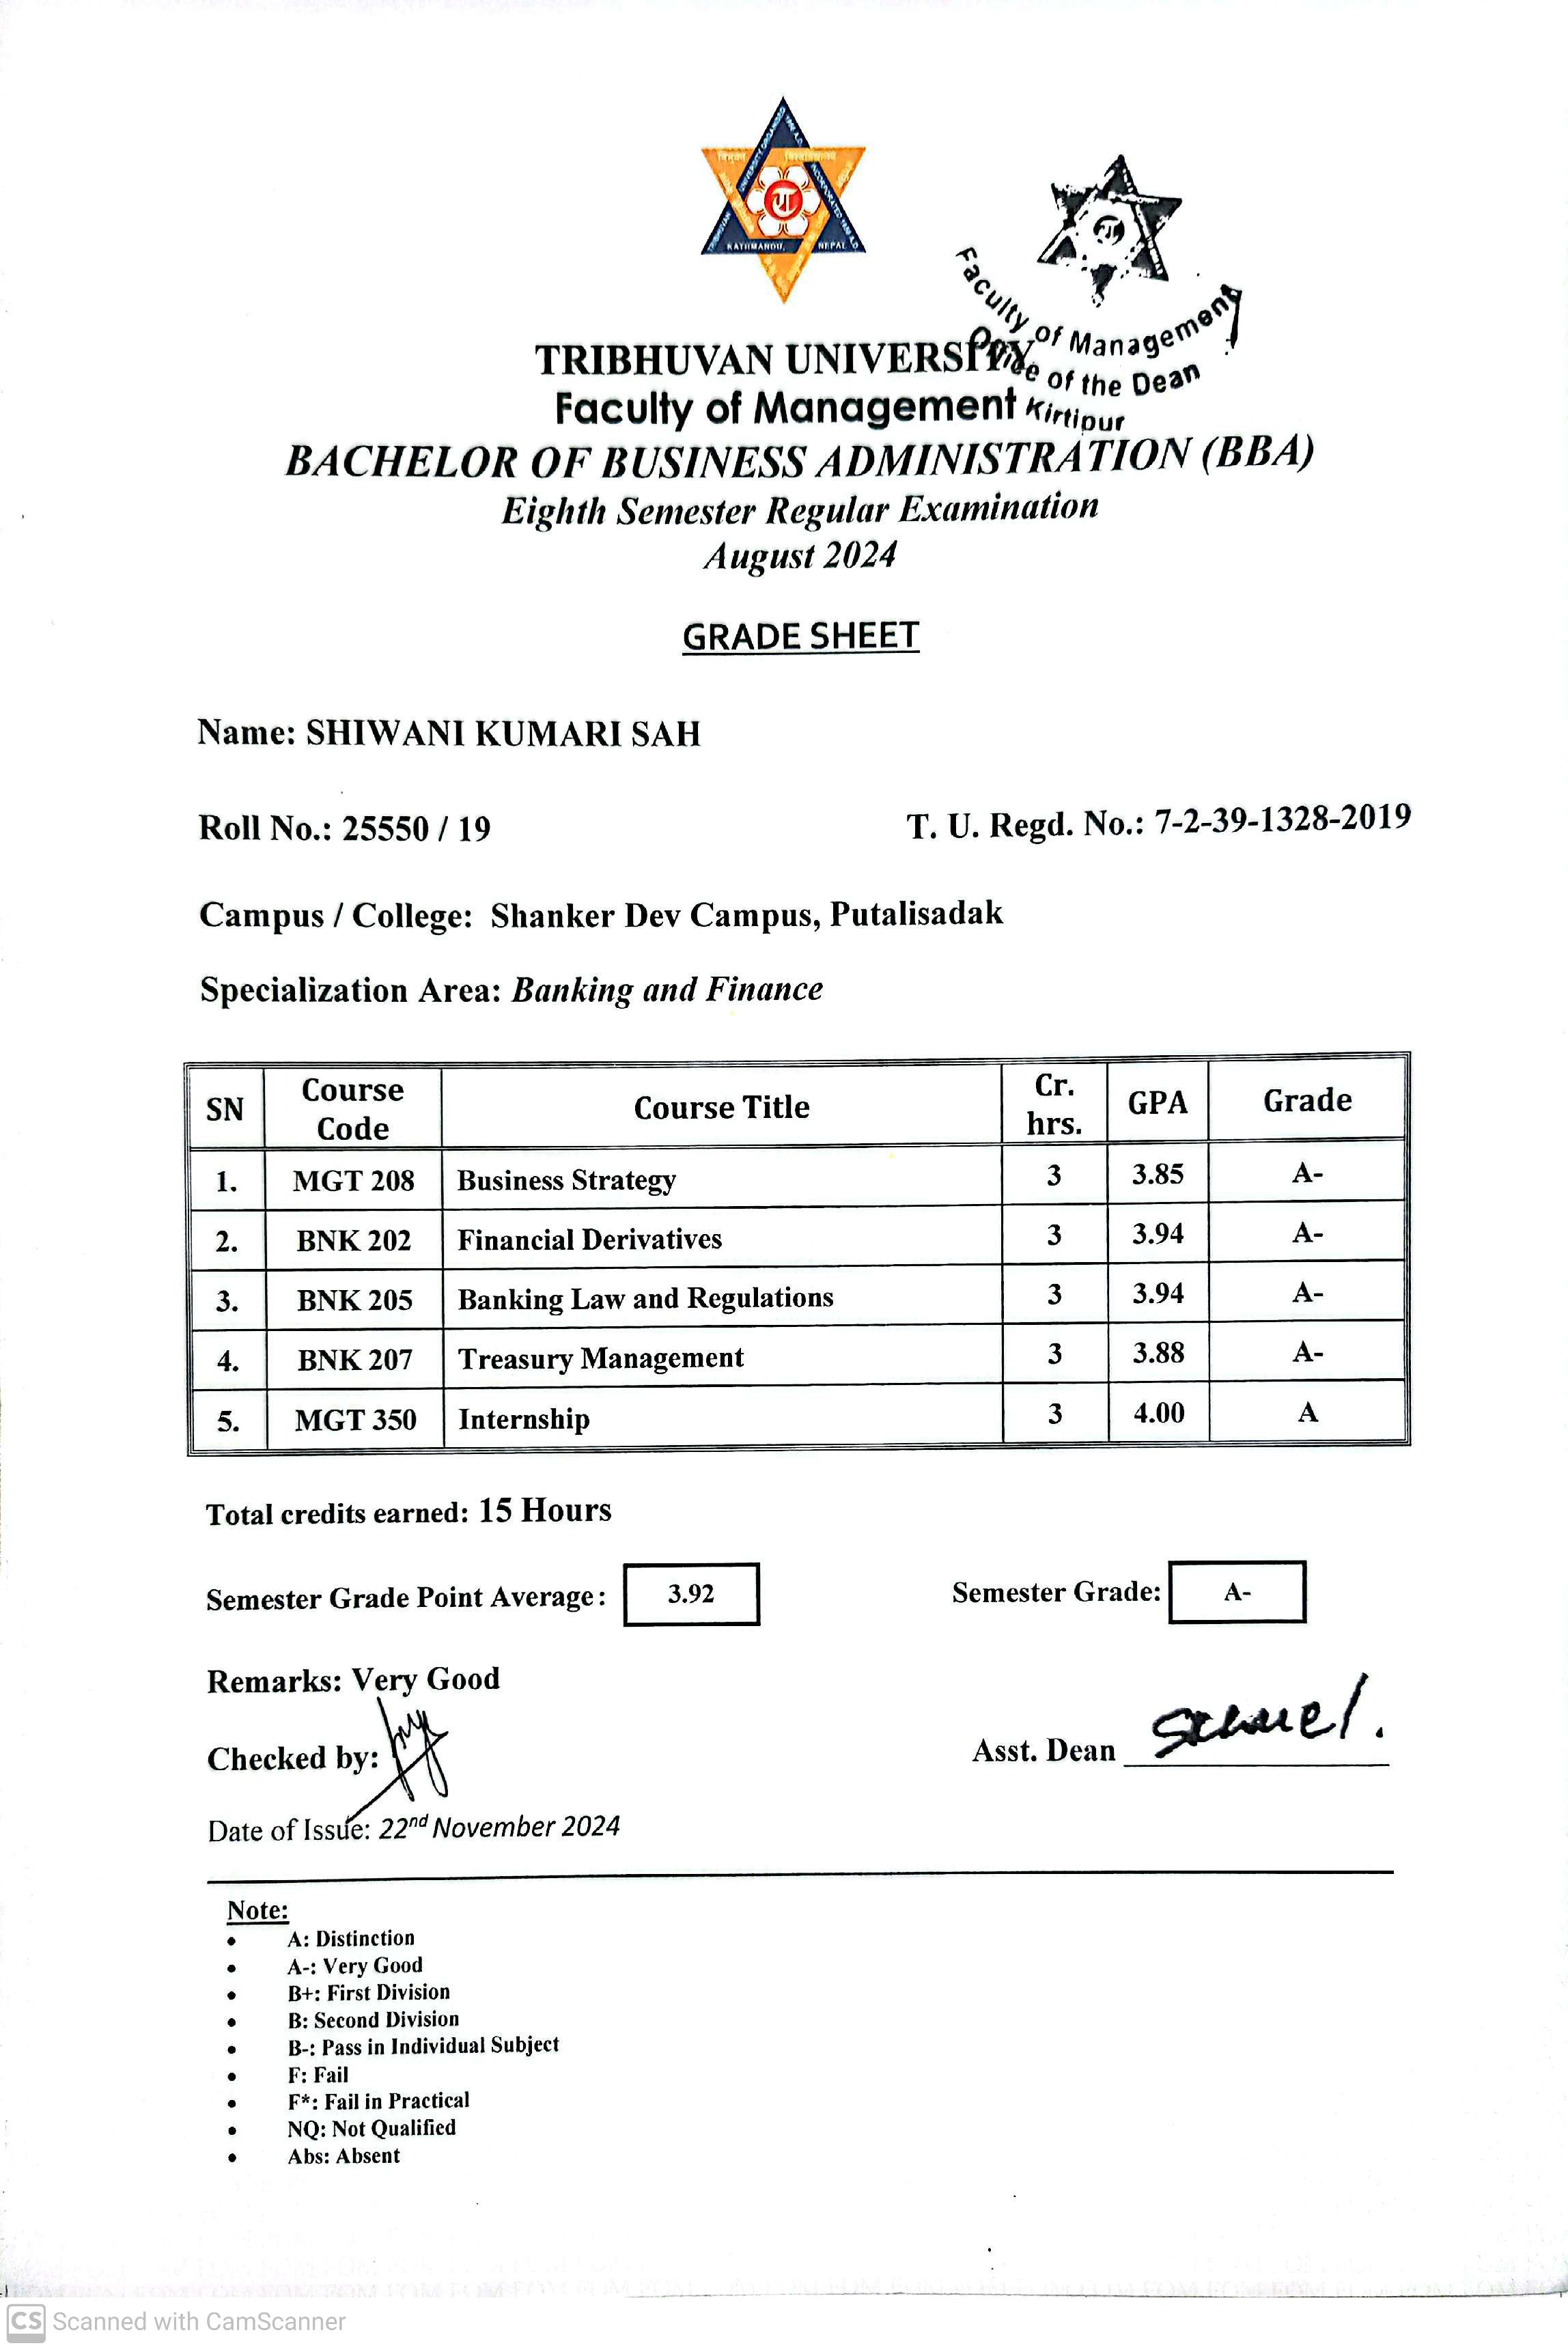 TRIBHUVAN UNIVERSITY
Faculty of Management
Office of the Dean
Kirtipur
TRIBHUVAN UNIVERSITY
Faculty of Management
BACHELOR OF BUSINESS ADMINISTRATION (BBA)
Eighth Semester Regular Examination
August 2024
GRADE SHEET
Name: SHIWANI KUMARI SAH
Roll No.: 25550 / 19 T. U. Regd. No.: 7-2-39-1328-2019
Campus / College: Shanker Dev Campus, Putalisadak
Specialization Area: Banking and Finance
SN Course Code Course Title Cr. hrs. GPA Grade
1. MGT 208 Business Strategy 3 3.85 A-
2. BNK 202 Financial Derivatives 3 3.94 A-
3. BNK 205 Banking Law and Regulations 3 3.94 A-
4. BNK 207 Treasury Management 3 3.88 A-
5. MGT 350 Internship 3 4.00 A
Total credits earned: 15 Hours
Semester Grade Point Average: 3.92 Semester Grade: A-
Remarks: Very Good
Checked by: Asst. Dean
Date of Issue: 22nd November 2024
Note:
• A: Distinction
• A-: Very Good
• B+: First Division
• B: Second Division
• B-: Pass in Individual Subject
• F: Fail
• F*: Fail in Practical
• NQ: Not Qualified
• Abs: Absent
CS Scanned with CamScanner